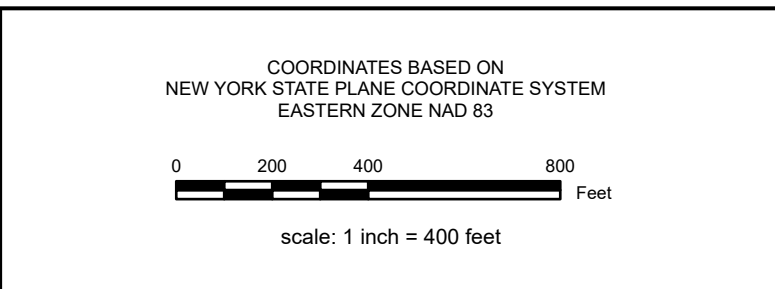 COORDINATES BASED ON
NEW YORK STATE PLANE COORDINATE SYSTEM
EASTERN ZONE NAD 83
0 200 400 800
Feet
scale: 1 inch = 400 feet